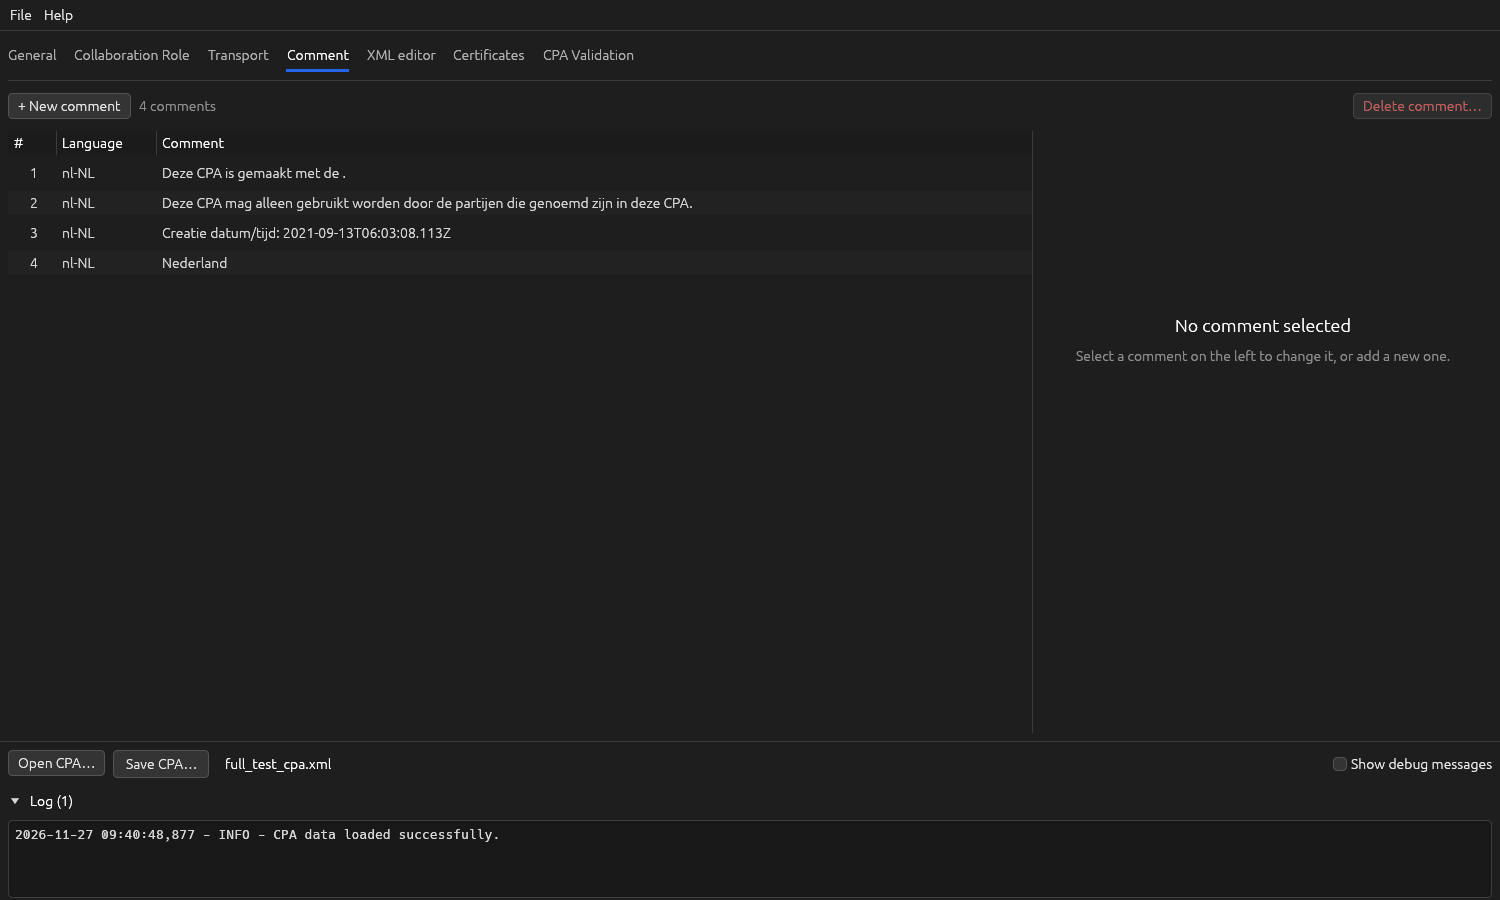 File Help
General Collaboration Role Transport Comment XML editor Certificates CPA Validation
+ New comment 4 comments Delete comment...
# Language Comment
1 nl-NL Deze CPA is gemaakt met de .
2 nl-NL Deze CPA mag alleen gebruikt worden door de partijen die genoemd zijn in deze CPA.
3 nl-NL Creatie datum/tijd: 2021-09-13T06:03:08.113Z
4 nl-NL Nederland
No comment selected
Select a comment on the left to change it, or add a new one.
Open CPA... Save CPA... full_test_cpa.xml Show debug messages
Log (1)
2026-11-27 09:40:48,877 - INFO - CPA data loaded successfully.